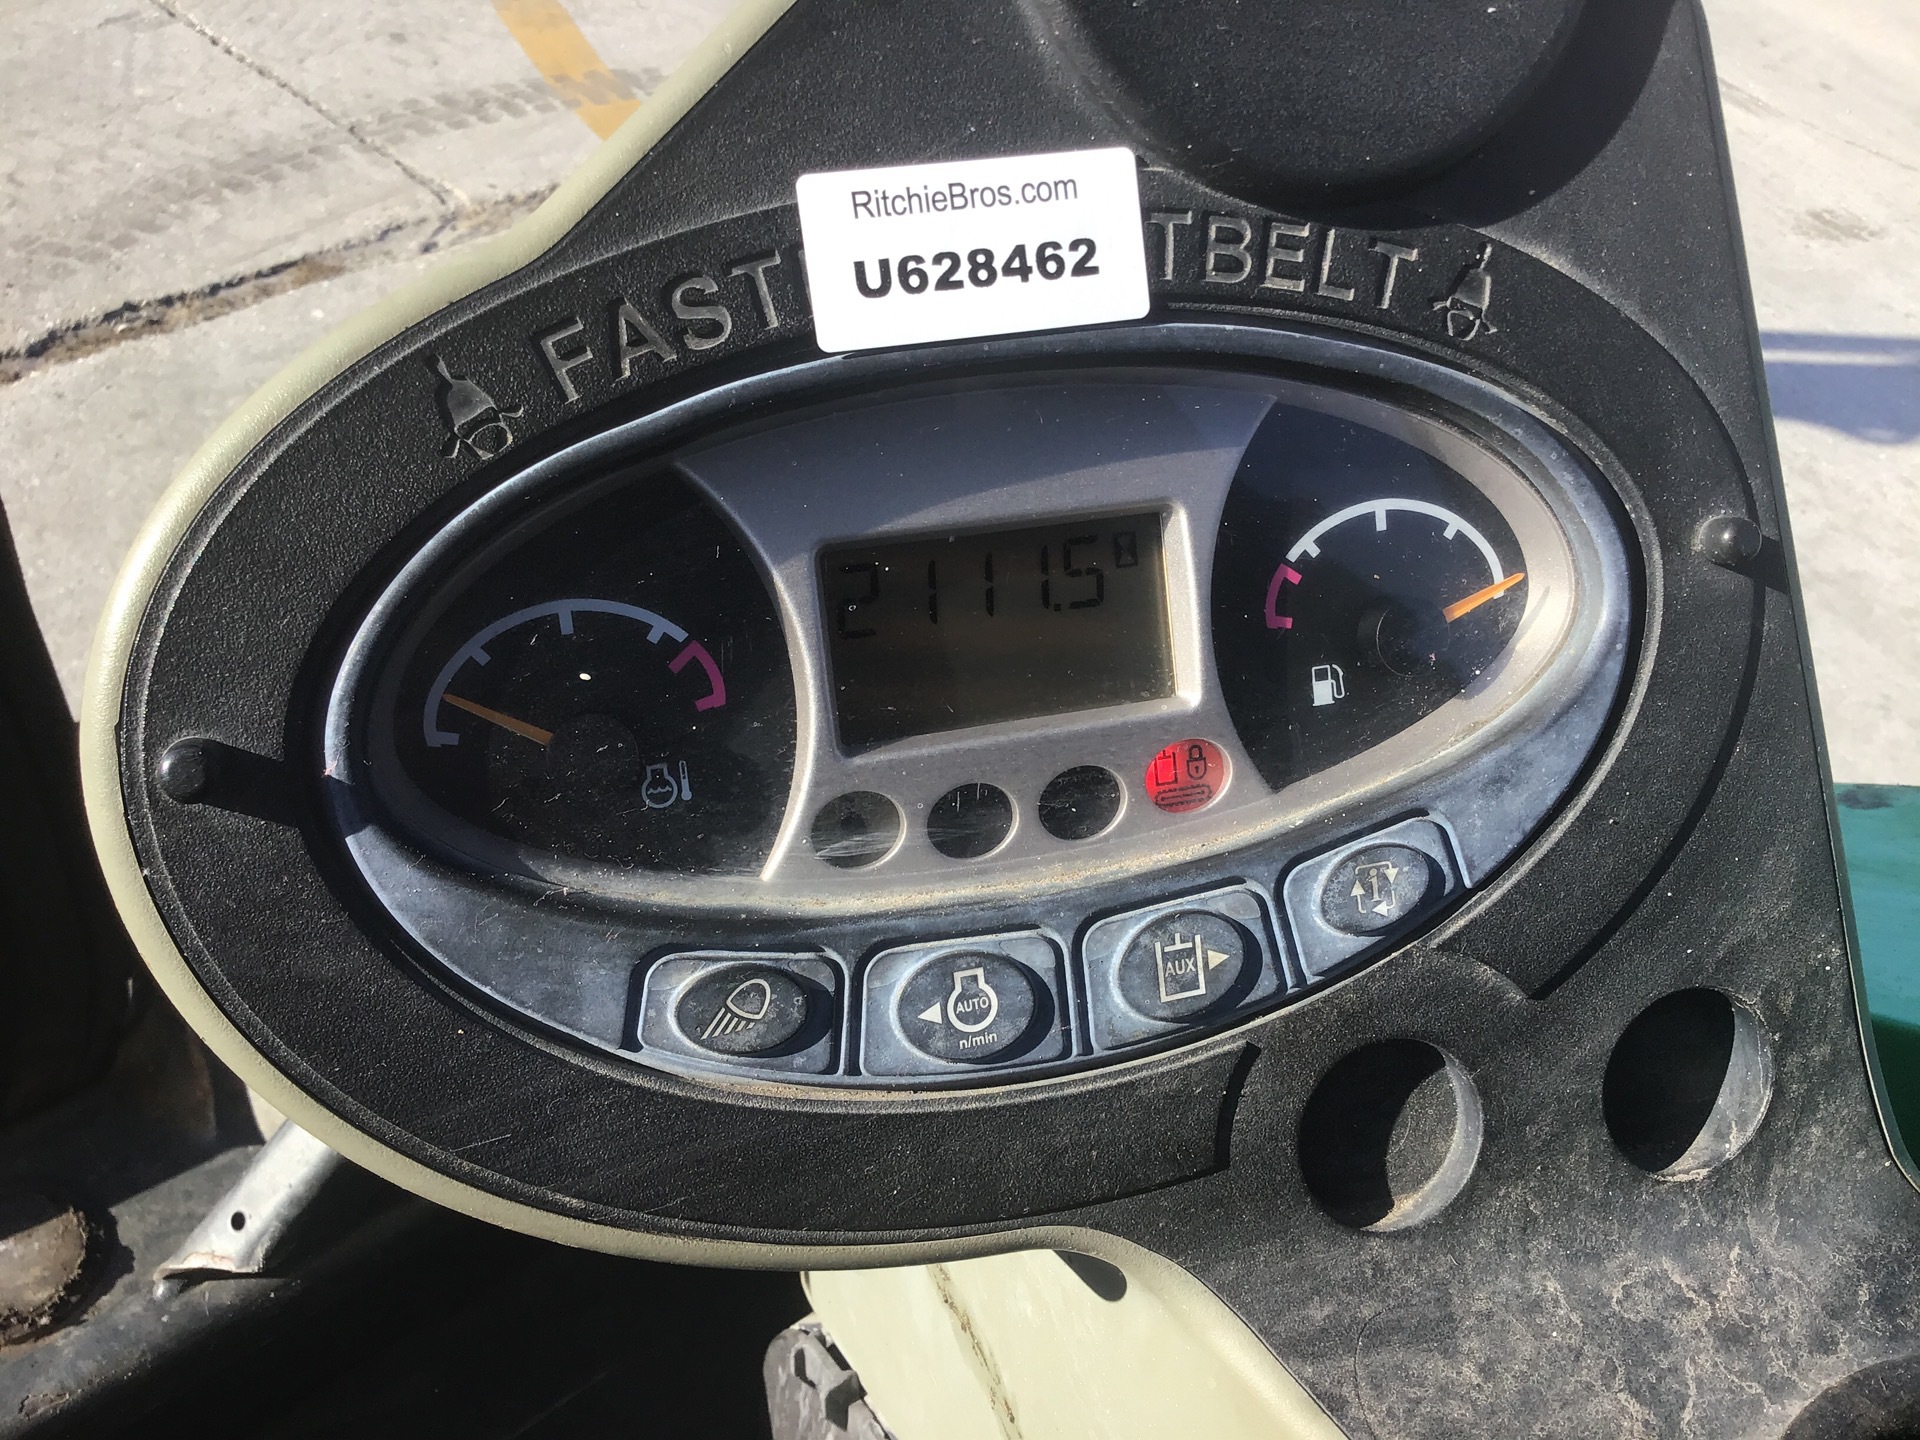 RitchieBros.com
U628462
FAST TBELT
2111.5
AUTO
n/min
AUX
i